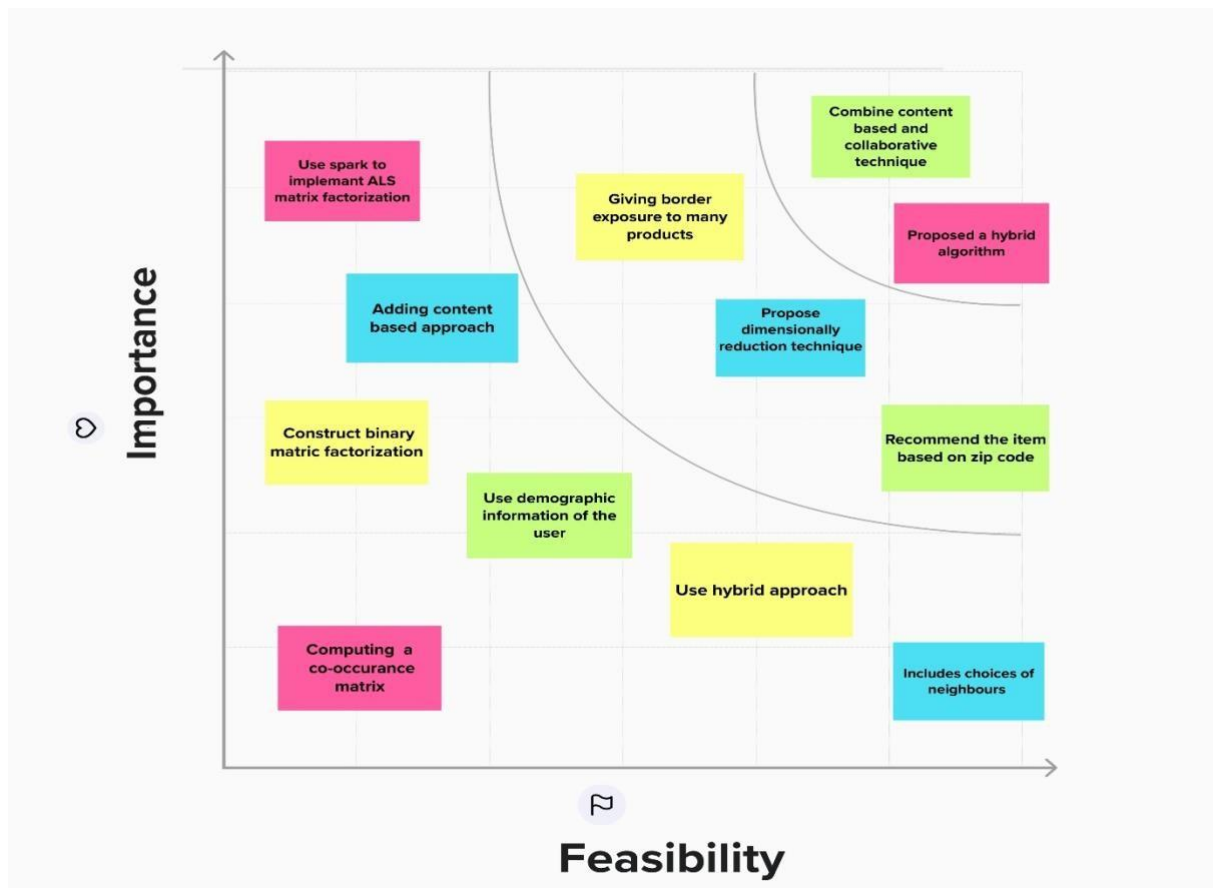 Combine content
based and
collaborative
technique
Use spark to
implemant ALS
matrix factorization
Giving border
exposure to many
products
Proposed a hybrid
algorithm
Adding content
based approach
Propose
dimensionally
reduction technique
Importance
Construct binary
matric factorization
Recommend the item
based on zip code
Use demographic
information of the
user
Use hybrid approach
Computing a
co-occurance
matrix
Includes choices of
neighbours
Feasibility